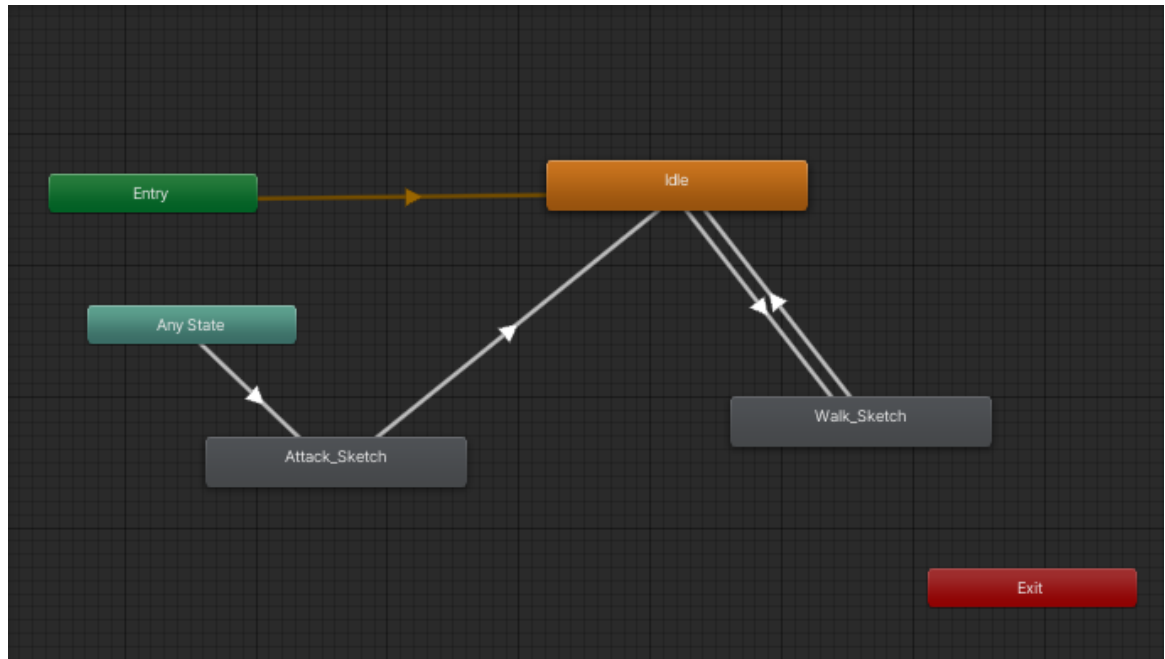 Entry
Idle
Any State
Attack_Sketch
Walk_Sketch
Exit